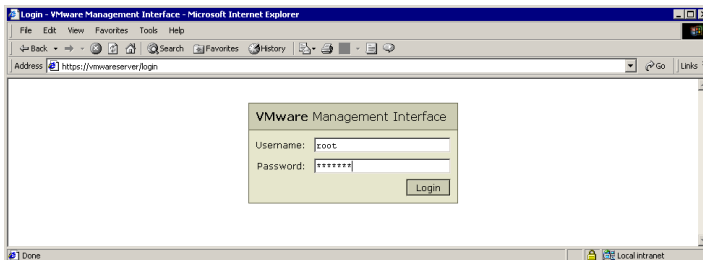 Login - VMware Management Interface - Microsoft Internet Explorer
File Edit View Favorites Tools Help
Back Search Favorites History
Address https://vmwareserver/login Go Links
VMware Management Interface
Username: root
Password: *******
Login
Done Local intranet